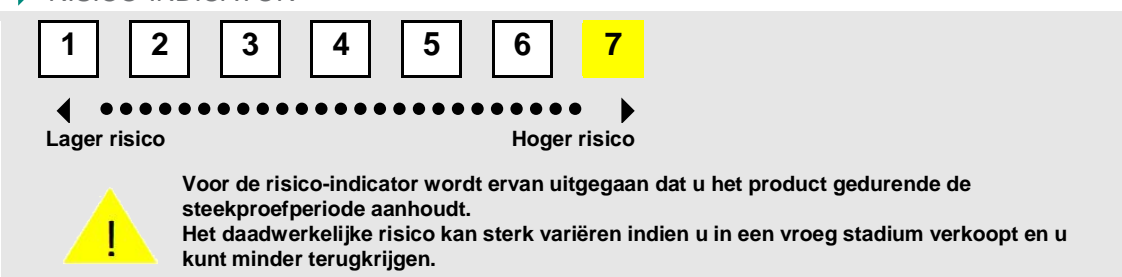 RISICO-INDICATOR
1 2 3 4 5 6 7
Lager risico Hoger risico
Voor de risico-indicator wordt ervan uitgegaan dat u het product gedurende de
steekproefperiode aanhoudt.
!
Het daadwerkelijke risico kan sterk variëren indien u in een vroeg stadium verkoopt en u
kunt minder terugkrijgen.